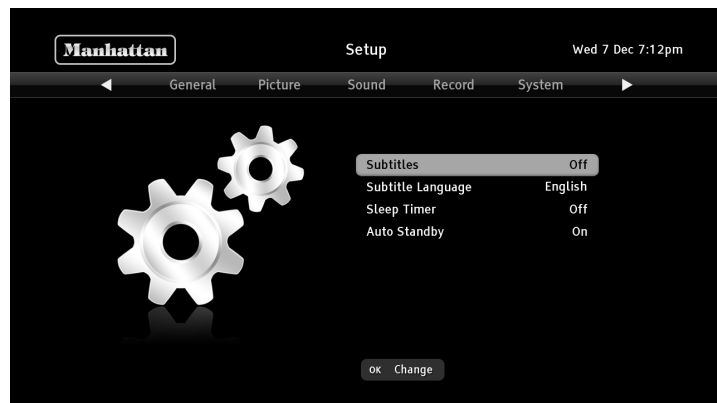 Manhattan Setup Wed 7 Dec 7:12pm
General Picture Sound Record System
Subtitles Off
Subtitle Language English
Sleep Timer Off
Auto Standby On
OK Change